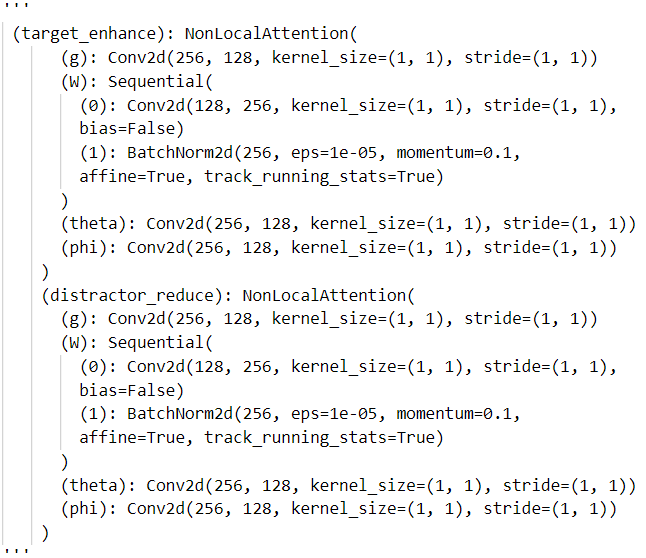 '''
(target_enhance): NonLocalAttention(
(g): Conv2d(256, 128, kernel_size=(1, 1), stride=(1, 1))
(W): Sequential(
(0): Conv2d(128, 256, kernel_size=(1, 1), stride=(1, 1),
bias=False)
(1): BatchNorm2d(256, eps=1e-05, momentum=0.1,
affine=True, track_running_stats=True)
)
(theta): Conv2d(256, 128, kernel_size=(1, 1), stride=(1, 1))
(phi): Conv2d(256, 128, kernel_size=(1, 1), stride=(1, 1))
)
(distractor_reduce): NonLocalAttention(
(g): Conv2d(256, 128, kernel_size=(1, 1), stride=(1, 1))
(W): Sequential(
(0): Conv2d(128, 256, kernel_size=(1, 1), stride=(1, 1),
bias=False)
(1): BatchNorm2d(256, eps=1e-05, momentum=0.1,
affine=True, track_running_stats=True)
)
(theta): Conv2d(256, 128, kernel_size=(1, 1), stride=(1, 1))
(phi): Conv2d(256, 128, kernel_size=(1, 1), stride=(1, 1))
)
'''